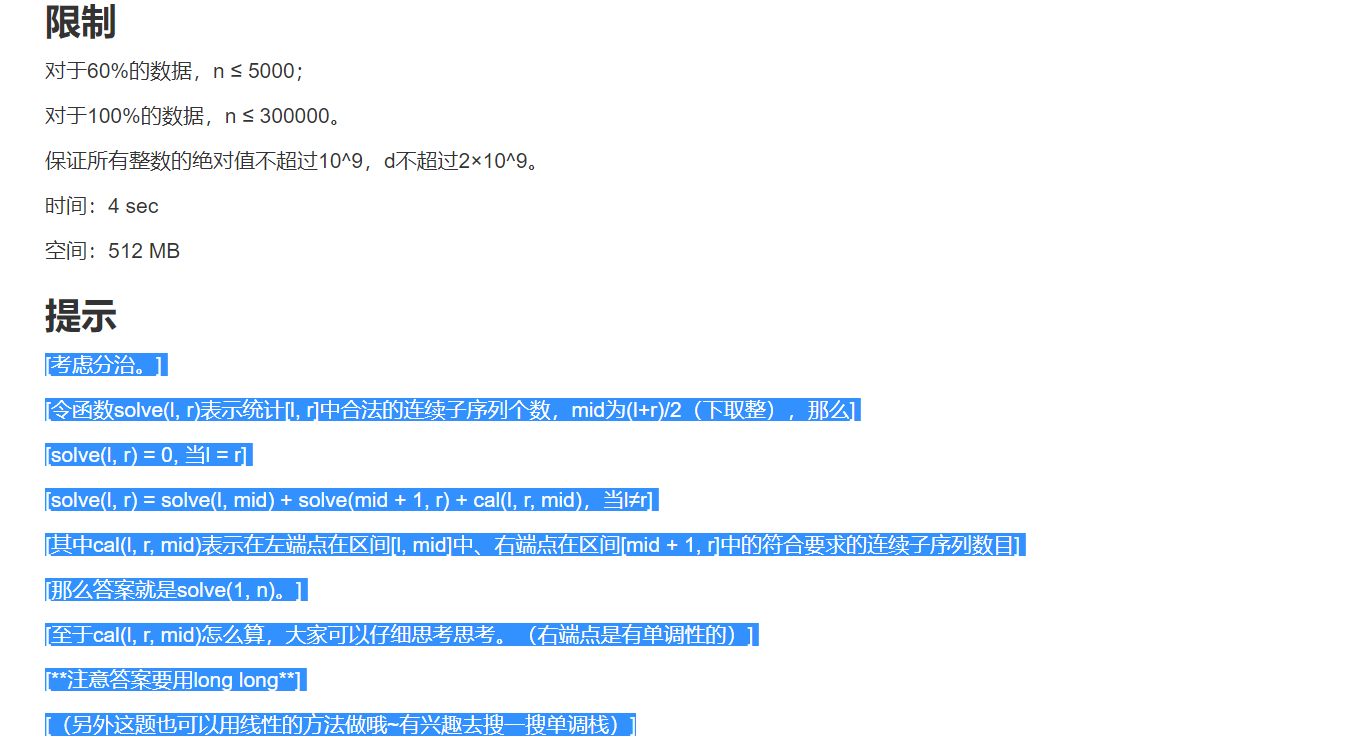 限制
对于60%的数据，n ≤ 5000；
对于100%的数据，n ≤ 300000。
保证所有整数的绝对值不超过10^9，d不超过2×10^9。
时间：4 sec
空间：512 MB
提示
[考虑分治。]
[令函数solve(l, r)表示统计[l, r]中合法的连续子序列个数，mid为(l+r)/2（下取整），那么]
[solve(l, r) = 0, 当l = r]
[solve(l, r) = solve(l, mid) + solve(mid + 1, r) + cal(l, r, mid)，当l≠r]
[其中cal(l, r, mid)表示在左端点在区间[l, mid]中、右端点在区间[mid + 1, r]中的符合要求的连续子序列数目]
[那么答案就是solve(1, n)。]
[至于cal(l, r, mid)怎么算，大家可以仔细思考思考。（右端点是有单调性的）]
[**注意答案要用long long**]
[（另外这题也可以用线性的方法做哦~有兴趣去搜一搜单调栈）]